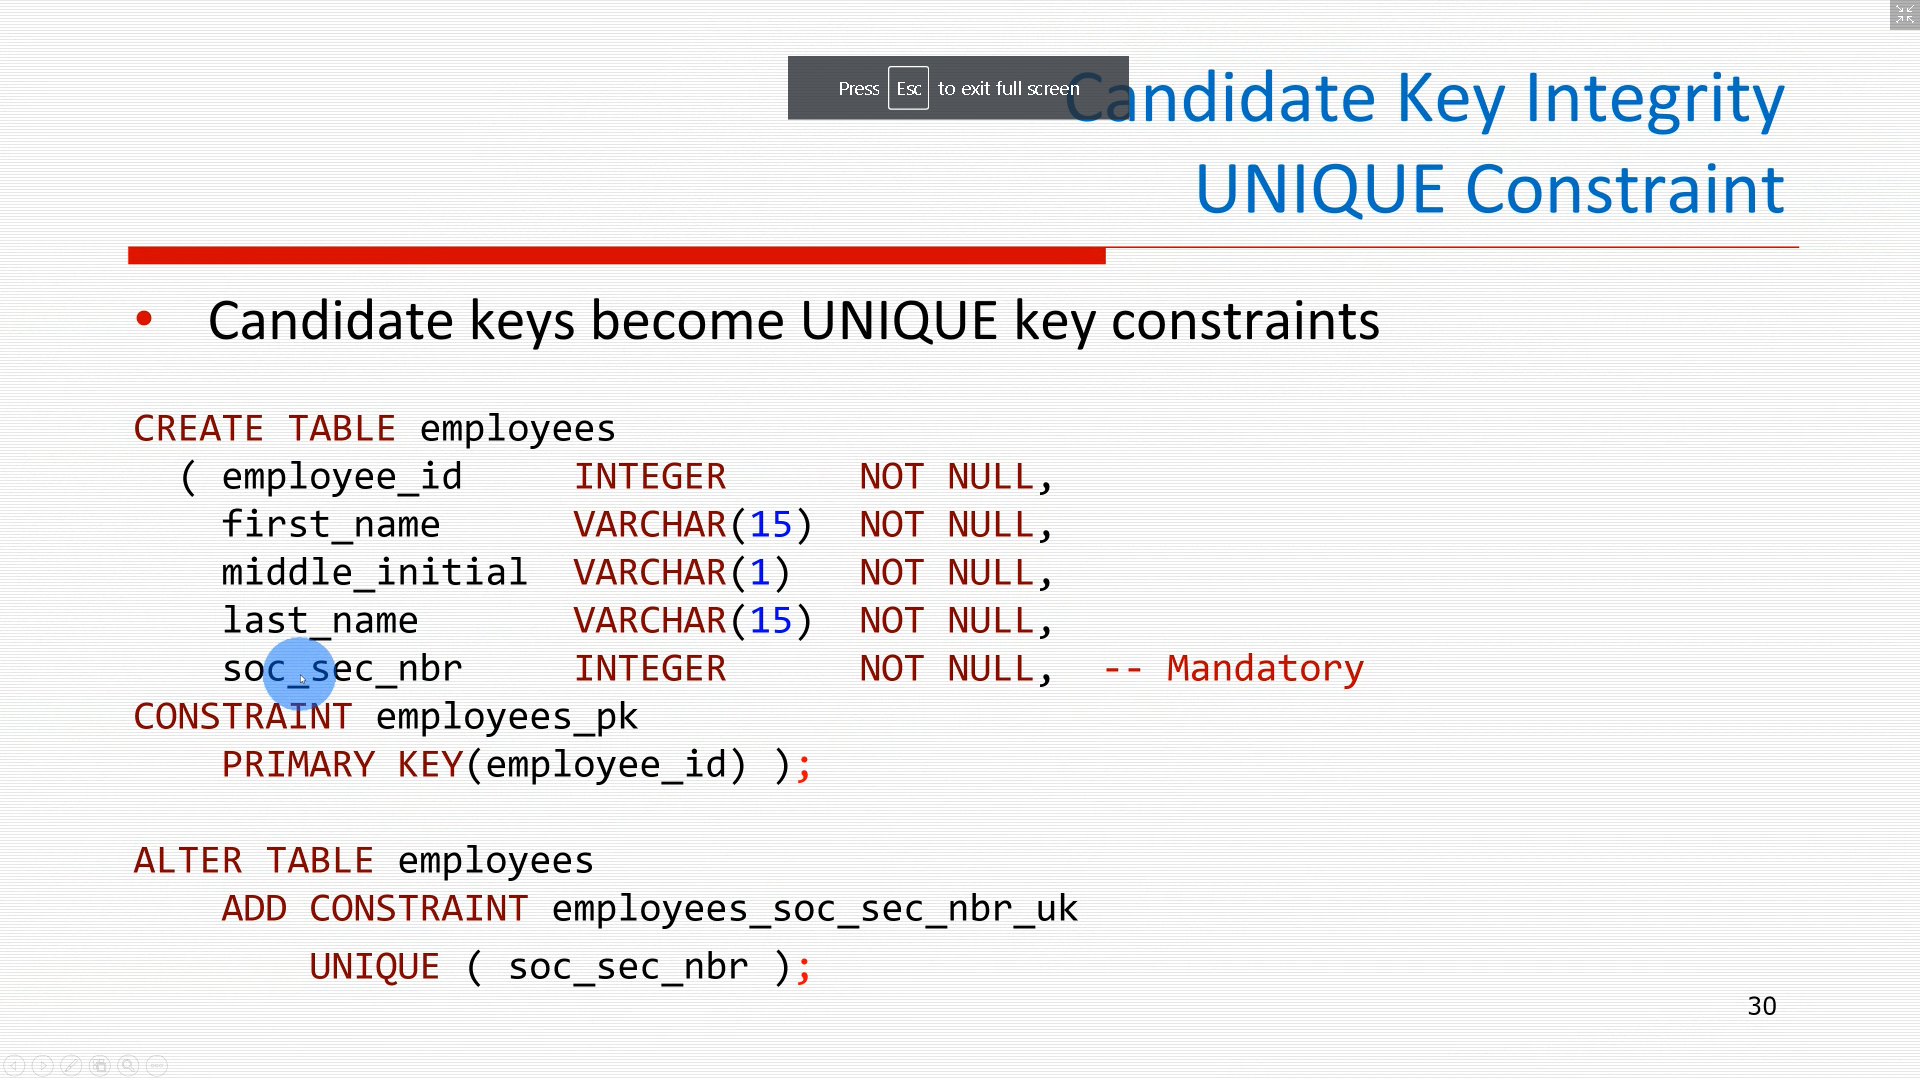 Press Esc to exit full screen
Candidate Key Integrity
UNIQUE Constraint
• Candidate keys become UNIQUE key constraints
CREATE TABLE employees
( employee_id INTEGER NOT NULL,
first_name VARCHAR(15) NOT NULL,
middle_initial VARCHAR(1) NOT NULL,
last_name VARCHAR(15) NOT NULL,
soc_sec_nbr INTEGER NOT NULL, -- Mandatory
CONSTRAINT employees_pk
PRIMARY KEY(employee_id) );
ALTER TABLE employees
ADD CONSTRAINT employees_soc_sec_nbr_uk
UNIQUE ( soc_sec_nbr );
30